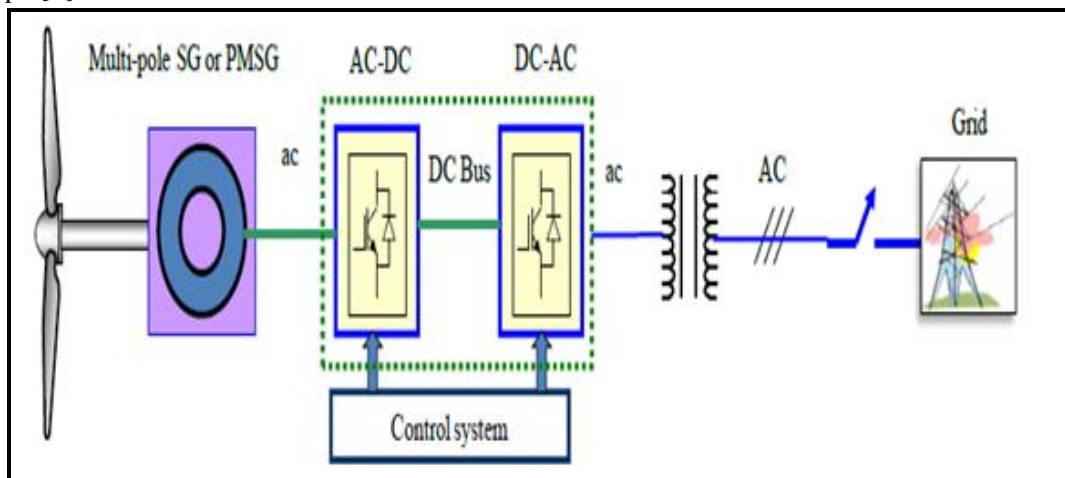 Multi-pole SG or PMSG
AC-DC
DC-AC
Grid
ac
DC Bus
ac
AC
Control system